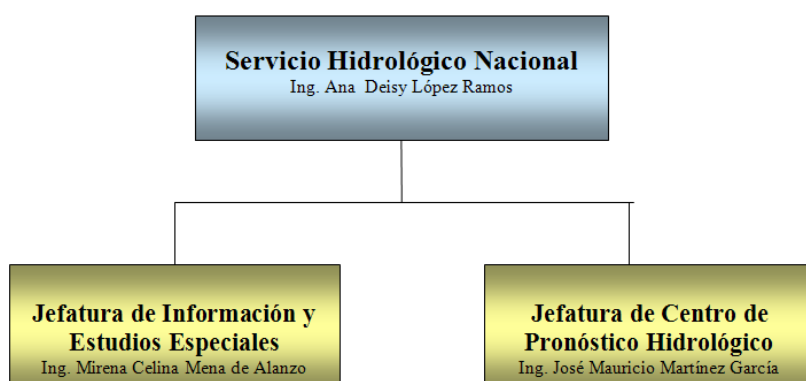 Servicio Hidrológico Nacional
Ing. Ana Deisy López Ramos
Jefatura de Información y
Estudios Especiales
Ing. Mirena Celina Mena de Alanzo
Jefatura de Centro de
Pronóstico Hidrológico
Ing. José Mauricio Martínez García